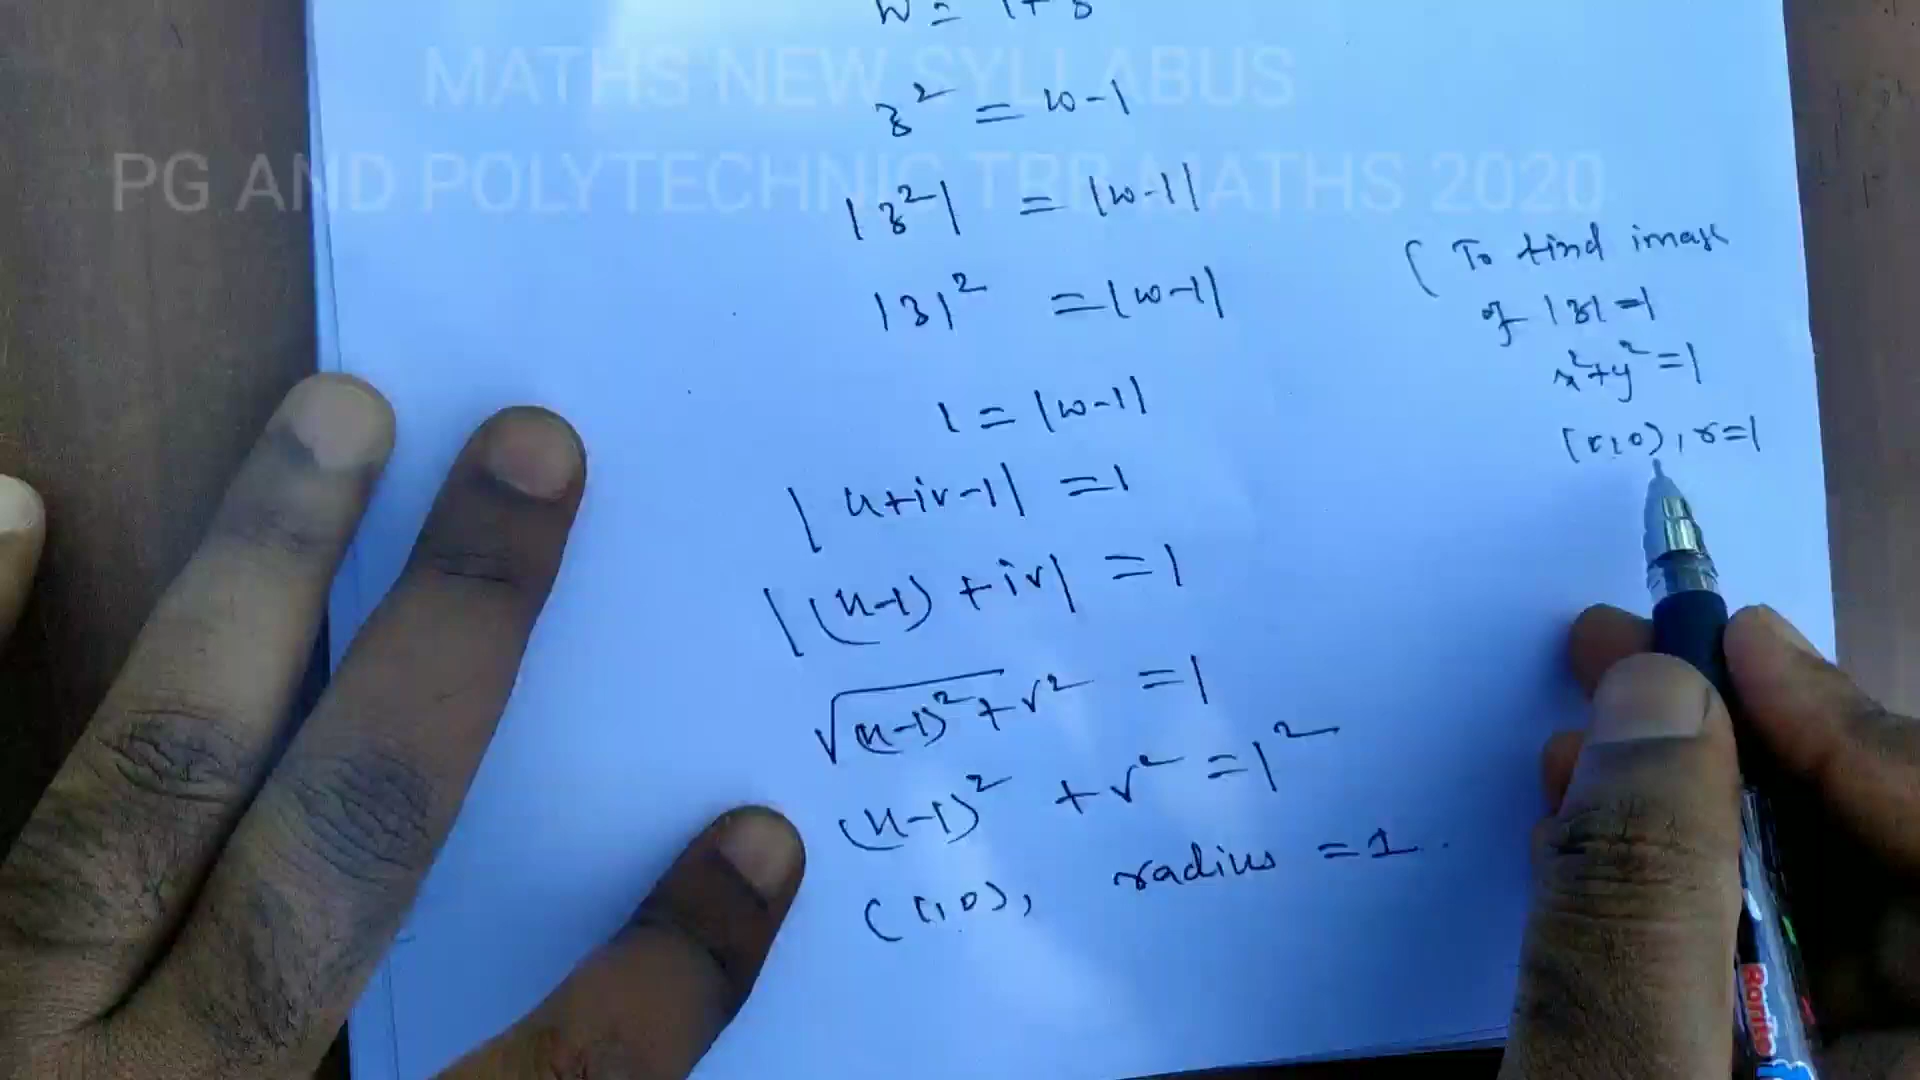 MATHS NEW SYLLABUS
PG AND POLYTECHNIC TRB MATHS 2020
z² = w-1
|z²| = |w-1|
|z|² = |w-1|
1 = |w-1|
|u+iv-1| = 1
|(u-1) + iv| = 1
√(u-1)² + v² = 1
(u-1)² + v² = 1²
(1,0), radius = 1.
( To find image
of |z| = 1
x²+y² = 1
r=1